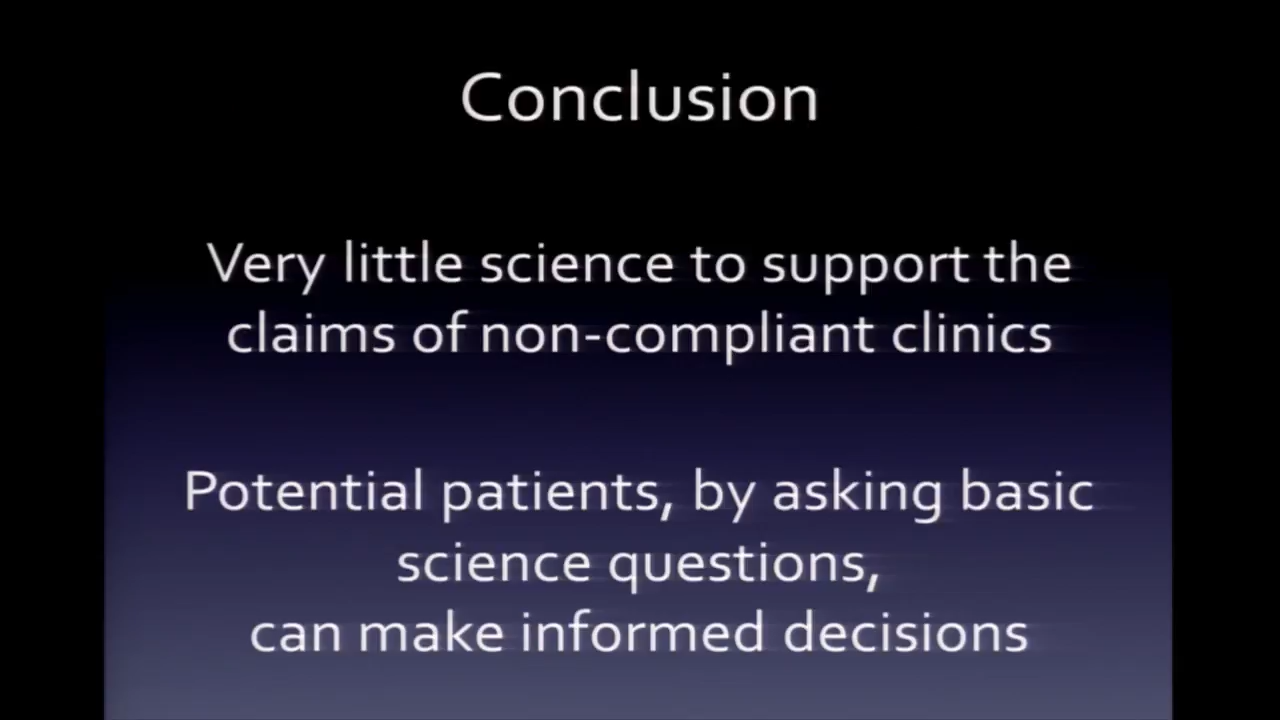 Conclusion
Very little science to support the
claims of non-compliant clinics
Potential patients, by asking basic
science questions,
can make informed decisions